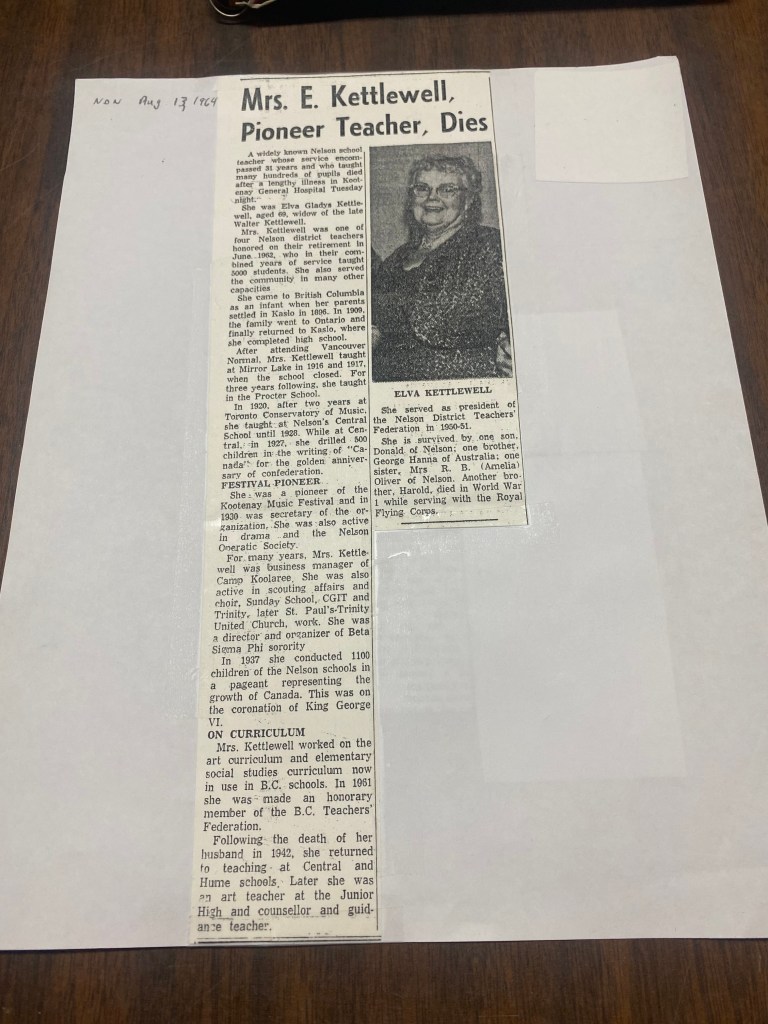 NDN Aug 13, 1964
Mrs. E. Kettlewell,
Pioneer Teacher, Dies
A widely known Nelson school
teacher whose service encom-
passed 31 years and who taught
many hundreds of pupils died
after a lengthy illness in Koot-
enay General Hospital Tuesday
night.
She was Elva Gladys Kettle-
well, aged 69, widow of the late
Walter Kettlewell.
Mrs. Kettlewell was one of
four Nelson district teachers
honored on their retirement in
June, 1962, who in their com-
bined years of service taught
5000 students. She also served
the community in many other
capacities
She came to British Columbia
as an infant when her parents
settled in Kaslo in 1896. In 1909,
the family went to Ontario and
finally returned to Kaslo, where
she completed high school.
After attending Vancouver
Normal, Mrs. Kettlewell taught
at Mirror Lake in 1916 and 1917,
when the school closed. For
three years following, she taught
in the Procter School.
In 1920, after two years at
Toronto Conservatory of Music,
she taught at Nelson's Central
School until 1928. While at Cen-
tral, in 1927, she drilled 500
children in the writing of "Ca-
nada" for the golden anniver-
sary of confederation.
FESTIVAL PIONEER
She was a pioneer of the
Kootenay Music Festival and in
1930 was secretary of the or-
ganization. She was also active
in drama and the Nelson
Operatic Society.
For many years, Mrs. Kettle-
well was business manager of
Camp Koolaree. She was also
active in scouting affairs and
choir, Sunday School, CGIT and
Trinity, later St. Paul's-Trinity
United Church, work. She was
a director and organizer of Beta
Sigma Phi sorority
In 1937 she conducted 1100
children of the Nelson schools in
a pageant representing the
growth of Canada. This was on
the coronation of King George
VI.
ON CURRICULUM
Mrs. Kettlewell worked on the
art curriculum and elementary
social studies curriculum now
in use in B.C. schools. In 1961
she was made an honorary
member of the B.C. Teachers'
Federation.
Following the death of her
husband in 1942, she returned
to teaching at Central and
Hume schools. Later she was
an art teacher at the Junior
High and counsellor and guid-
ance teacher.
ELVA KETTLEWELL
She served as president of
the Nelson District Teachers'
Federation in 1950-51.
She is survived by one son,
Donald of Nelson; one brother,
George Hanna of Australia; one
sister, Mrs R. B. (Amelia)
Oliver of Nelson. Another bro-
ther, Harold, died in World War
1 while serving with the Royal
Flying Corps.